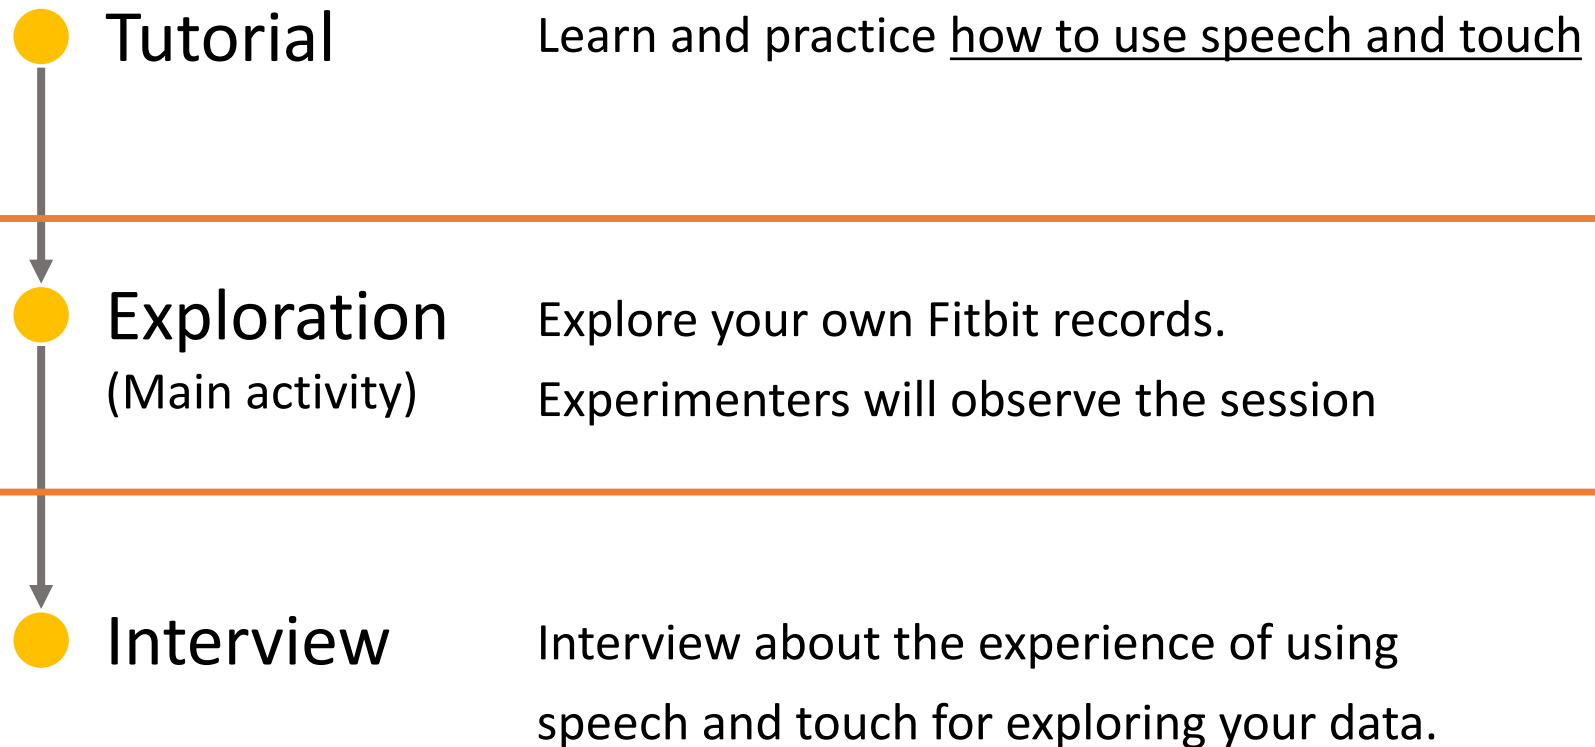 Tutorial
Learn and practice how to use speech and touch
Exploration
(Main activity)
Explore your own Fitbit records.
Experimenters will observe the session
Interview
Interview about the experience of using
speech and touch for exploring your data.